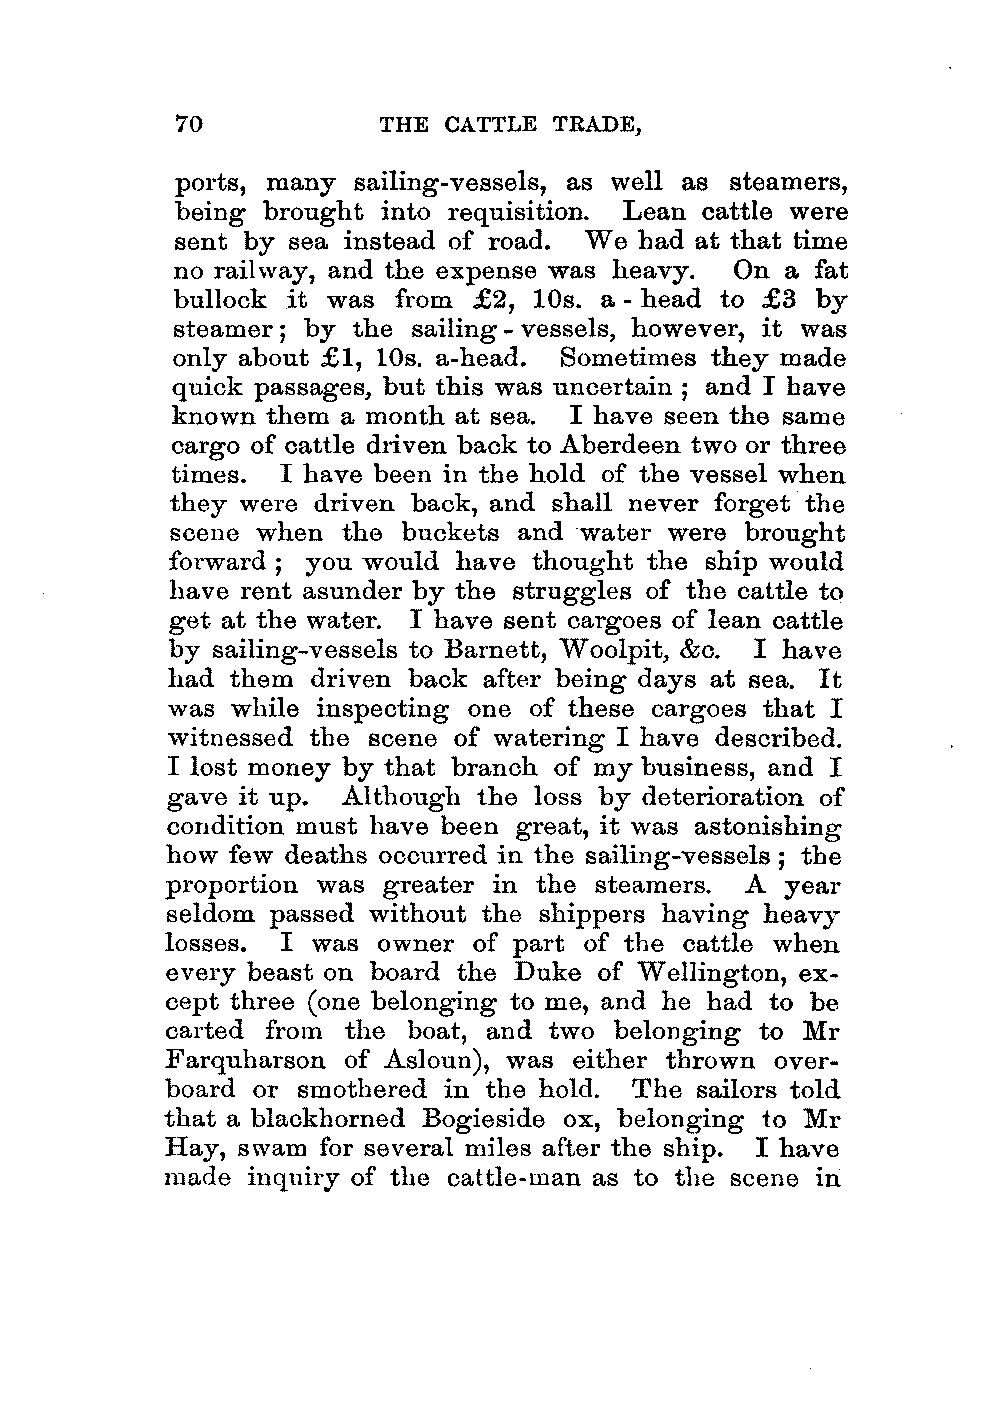 70 THE CATTLE TRADE,
ports, many sailing-vessels, as well as steamers,
being brought into requisition. Lean cattle were
sent by sea instead of road. We had at that time
no railway, and the expense was heavy. On a fat
bullock it was from £2, 10s. a-head to £3 by
steamer; by the sailing-vessels, however, it was
only about £1, 10s. a-head. Sometimes they made
quick passages, but this was uncertain; and I have
known them a month at sea. I have seen the same
cargo of cattle driven back to Aberdeen two or three
times. I have been in the hold of the vessel when
they were driven back, and shall never forget the
scene when the buckets and water were brought
forward; you would have thought the ship would
have rent asunder by the struggles of the cattle to
get at the water. I have sent cargoes of lean cattle
by sailing-vessels to Barnett, Woolpit, &c. I have
had them driven back after being days at sea. It
was while inspecting one of these cargoes that I
witnessed the scene of watering I have described.
I lost money by that branch of my business, and I
gave it up. Although the loss by deterioration of
condition must have been great, it was astonishing
how few deaths occurred in the sailing-vessels; the
proportion was greater in the steamers. A year
seldom passed without the shippers having heavy
losses. I was owner of part of the cattle when
every beast on board the Duke of Wellington, ex-
cept three (one belonging to me, and he had to be
carted from the boat, and two belonging to Mr
Farquharson of Asloun), was either thrown over-
board or smothered in the hold. The sailors told
that a blackhorned Bogieside ox, belonging to Mr
Hay, swam for several miles after the ship. I have
made inquiry of the cattle-man as to the scene in